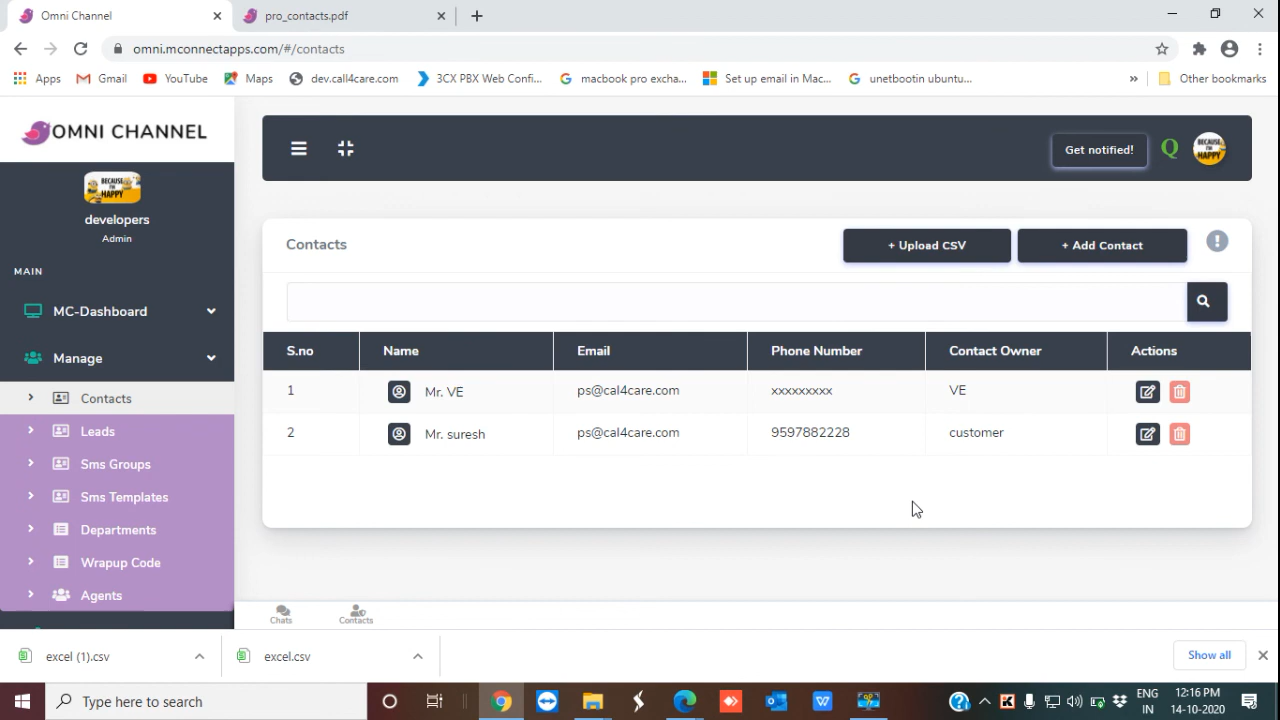 Omni Channel
pro_contacts.pdf
omni.mconnectapps.com/#/contacts
Apps
Gmail
YouTube
Maps
dev.call4care.com
3CX PBX Web Confi...
macbook pro excha...
Set up email in Mac...
unetbootin ubuntu...
»
Other bookmarks
OMNI CHANNEL
BECAUSE I'M HAPPY
developers
Admin
MAIN
MC-Dashboard
Manage
Contacts
Leads
Sms Groups
Sms Templates
Departments
Wrapup Code
Agents
Get notified!
Q
BECAUSE I'M HAPPY
Contacts
+ Upload CSV
+ Add Contact
S.no Name Email Phone Number Contact Owner Actions
1 Mr. VE ps@cal4care.com xxxxxxxxx VE
2 Mr. suresh ps@cal4care.com 9597882228 customer
Chats
Contacts
excel (1).csv
excel.csv
Show all
Type here to search
ENG
IN
12:16 PM
14-10-2020